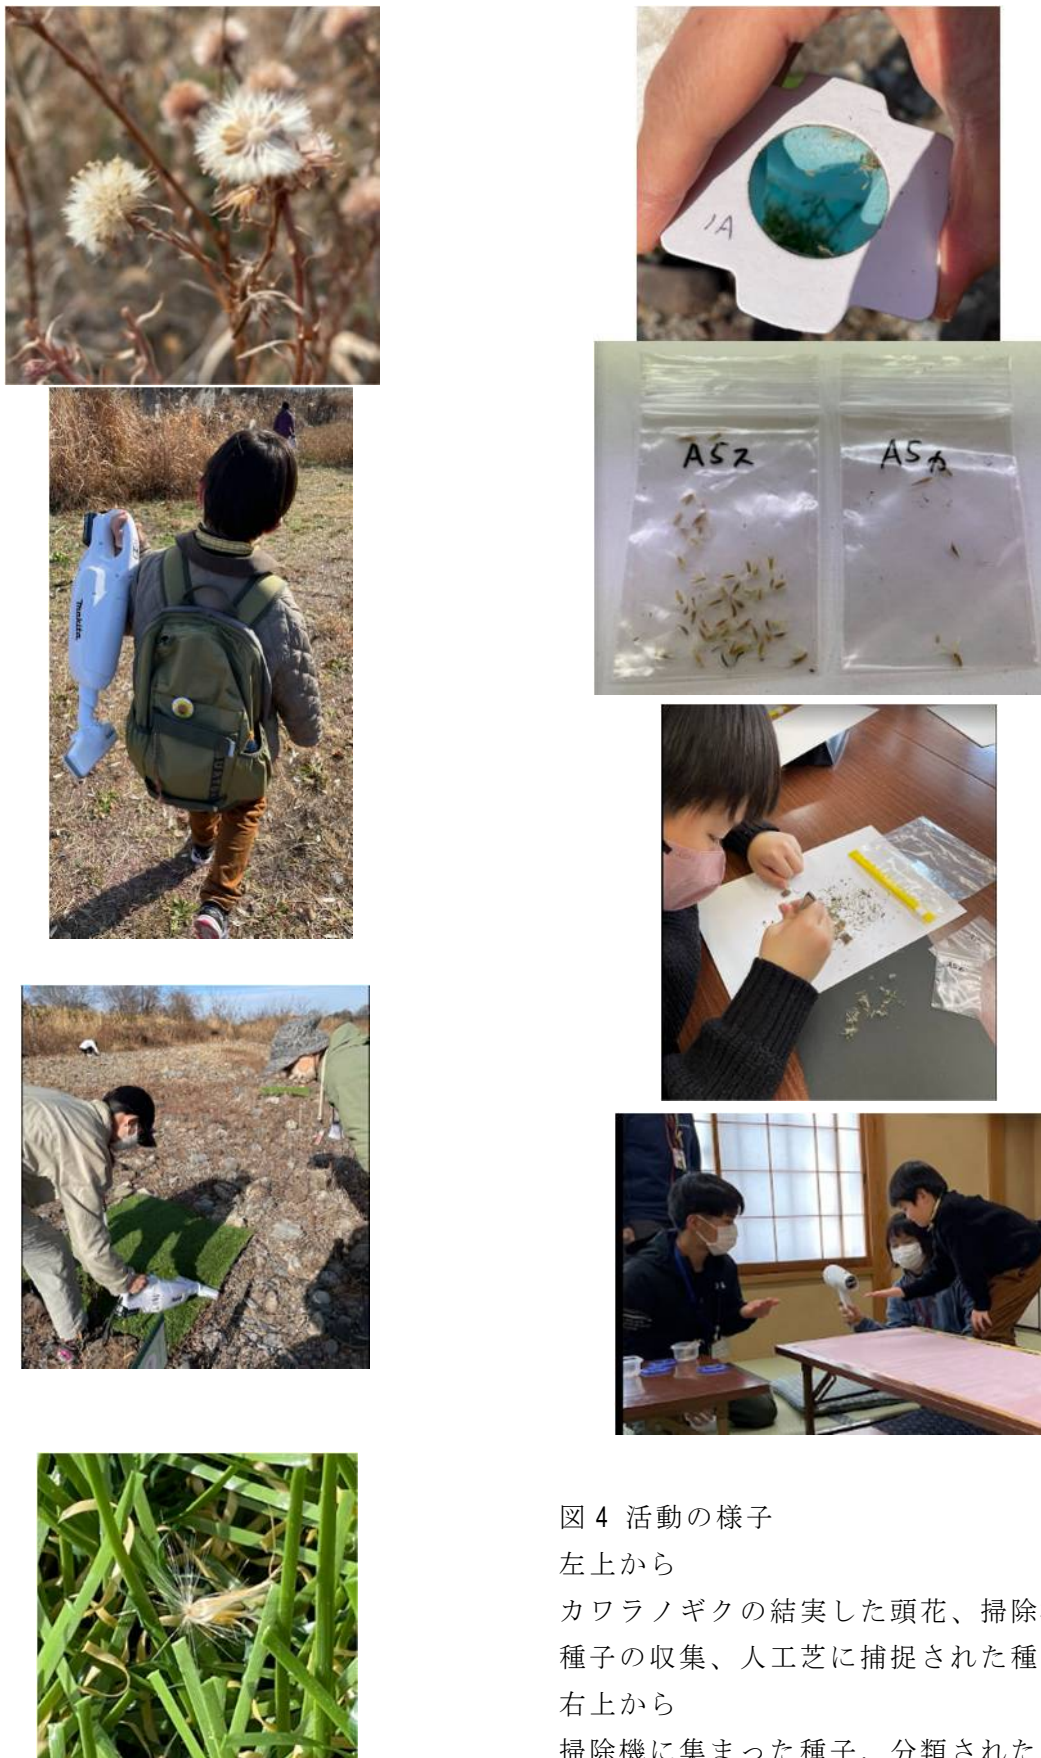 1A
A5ス
A5カ
makita
図4 活動の様子
左上から
カワラノギクの結実した頭花、掃除
種子の収集、人工芝に捕捉された種
右上から
掃除機に集まった種子、分類された